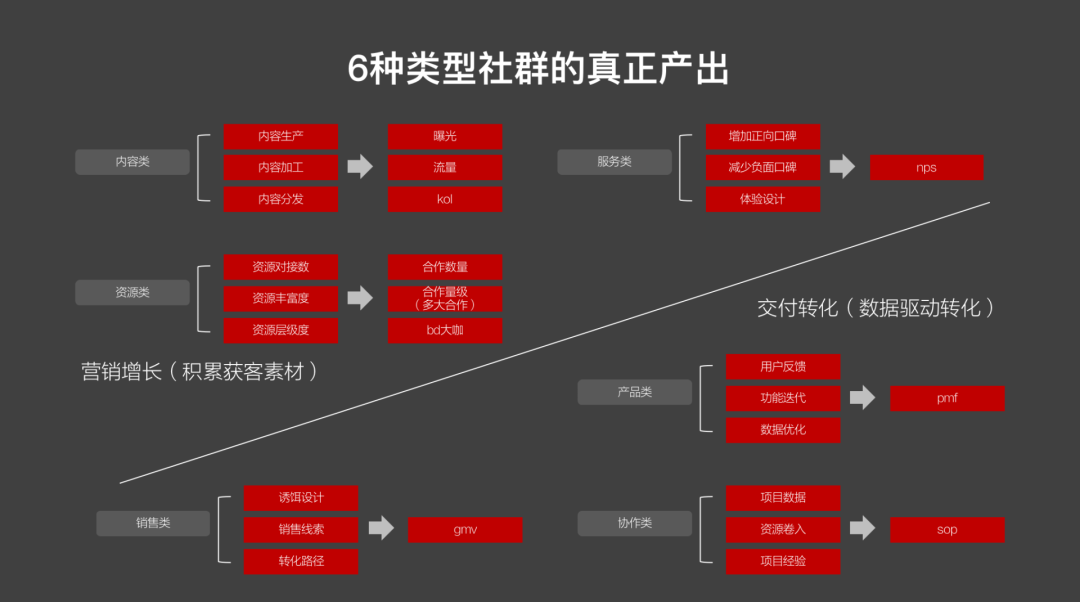 6种类型社群的真正产出
内容类
内容生产
内容加工
内容分发
曝光
流量
kol
服务类
增加正向口碑
减少负面口碑
体验设计
nps
资源类
资源对接数
资源丰富度
资源层级度
合作数量
合作量级
（多大合作）
bd大咖
交付转化（数据驱动转化）
营销增长（积累获客素材）
产品类
用户反馈
功能迭代
数据优化
pmf
销售类
诱饵设计
销售线索
转化路径
gmv
协作类
项目数据
资源卷入
项目经验
sop